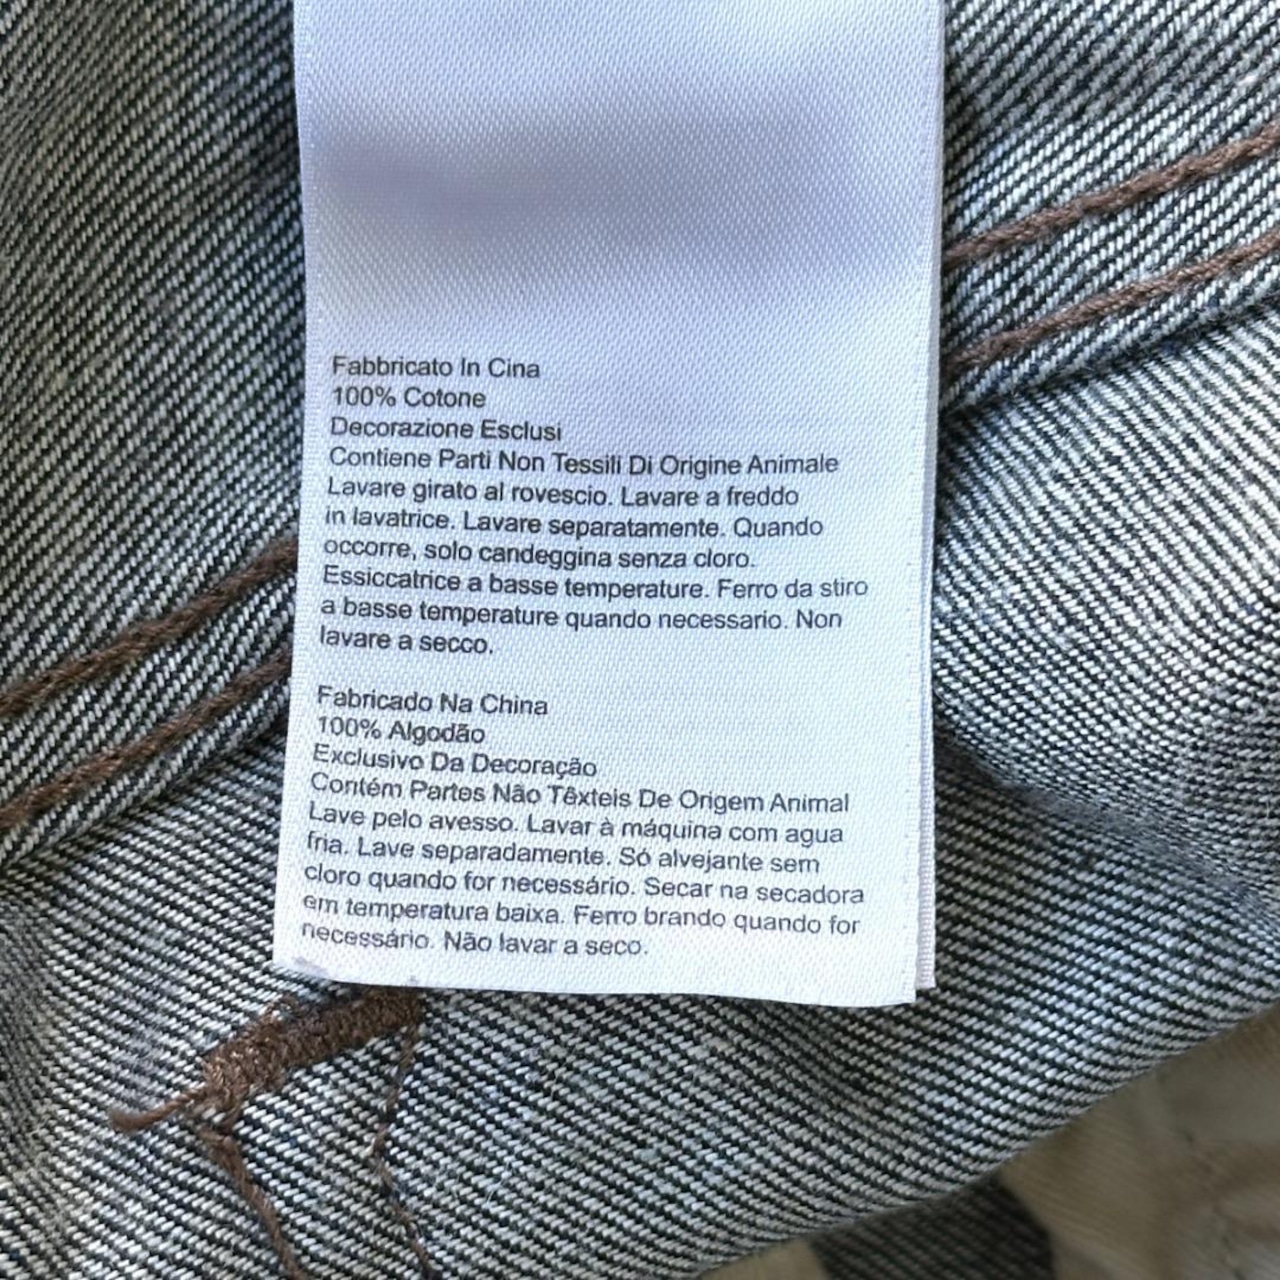 Fabbricato In Cina
100% Cotone
Decorazione Esclusi
Contiene Parti Non Tessili Di Origine Animale
Lavare girato al rovescio. Lavare a freddo
in lavatrice. Lavare separatamente. Quando
occorre, solo candeggina senza cloro.
Essiccatrice a basse temperature. Ferro da stiro
a basse temperature quando necessario. Non
lavare a secco.
Fabricado Na China
100% Algodão
Exclusivo Da Decoração
Contém Partes Não Têxteis De Origem Animal
Lave pelo avesso. Lavar à máquina com agua
fria. Lave separadamente. Só alvejante sem
cloro quando for necessário. Secar na secadora
em temperatura baixa. Ferro brando quando for
necessário. Não lavar a seco.